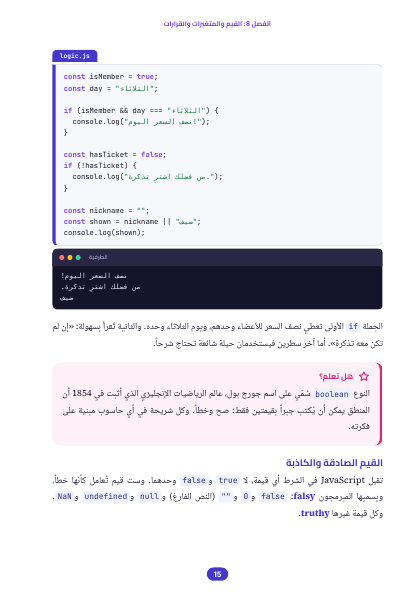 الفصل 8: القيم والمتغيرات والقرارات
logic.js
const isMember = true;
const day = "الثلاثاء";
if (isMember && day === "الثلاثاء") {
console.log("نصف السعر اليوم!");
}
const hasTicket = false;
if (!hasTicket) {
console.log("من فضلك اشترِ تذكرة.");
}
const nickname = "";
const shown = nickname || "ضيف";
console.log(shown);
الطرفية
نصف السعر اليوم!
من فضلك اشترِ تذكرة.
ضيف
الجملة if الأولى تعطي نصف السعر للأعضاء وحدهم، ويوم الثلاثاء وحده. والثانية تُقرأ بسهولة: «إن لم
تكن معه تذكرة». أما آخر سطرين فيستخدمان حيلة شائعة تحتاج شرحاً.
هل تعلم؟
النوع boolean سُمّي على اسم جورج بول، عالم الرياضيات الإنجليزي الذي أثبت في 1854 أن
المنطق يمكن أن يُكتب جبراً بقيمتين فقط: صح وخطأ. وكل شريحة في أي حاسوب مبنية على
فكرته.
القيم الصادقة والكاذبة
تقبل JavaScript في الشرط أي قيمة، لا true و false وحدهما. وست قيم تُعامل كأنها خطأ،
ويسميها المبرمجون falsy: false و 0 و "" (النص الفارغ) و null و undefined و NaN.
وكل قيمة غيرها truthy.
15